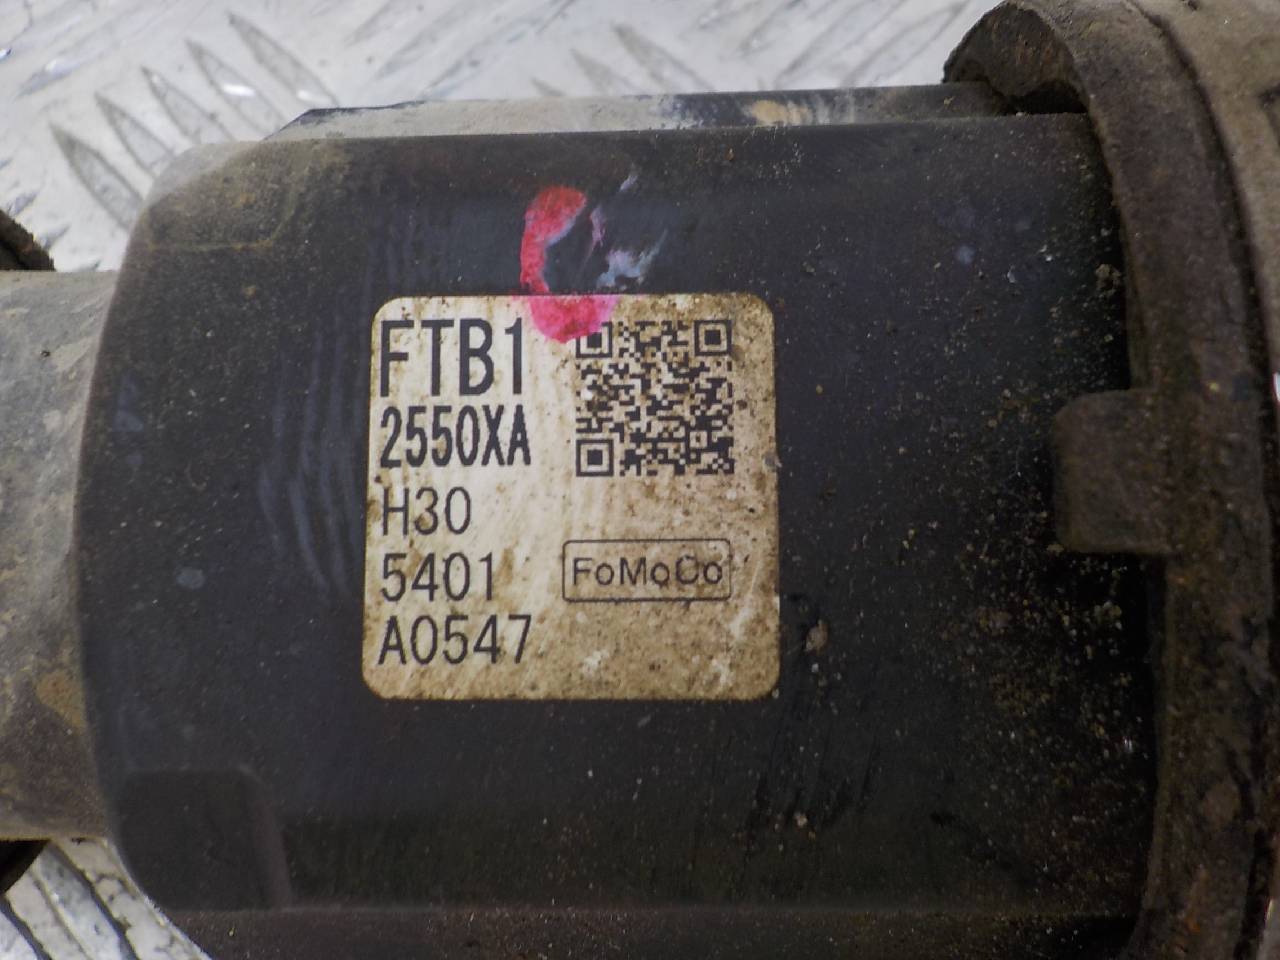 FTB1
2550XA
H30
5401
FoMoCo
A0547